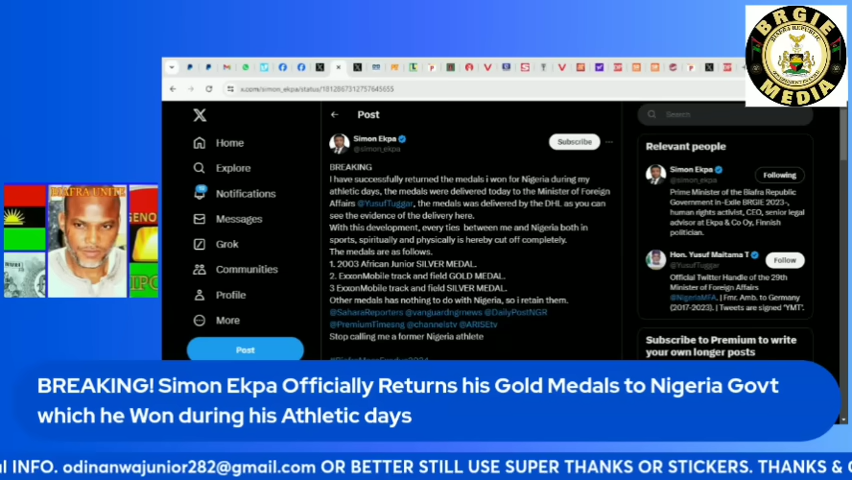 BRGIE
MEDIA
x.com/simon_ekpa/status/1812867312757645655
Post
Search
Home
Explore
Notifications
Messages
Grok
Communities
Profile
More
Post
Simon Ekpa
@simon_ekpa
Subscribe
BREAKING
I have successfully returned the medals i won for Nigeria during my
athletic days, the medals were delivered today to the Minister of Foreign
Affairs @YusufTuggar, the medals was delivered by the DHL as you can
see the evidence of the delivery here.
With this development, every ties between me and Nigeria both in
sports, spiritually and physically is hereby cut off completely.
The medals are as follows.
1. 2003 African Junior SILVER MEDAL.
2. ExxonMobile track and field GOLD MEDAL.
3 ExxonMobile track and field SILVER MEDAL.
Other medals has nothing to do with Nigeria, so i retain them.
@SaharaReporters @vanguardngrnews @DailyPostNGR
@PremiumTimesng @channelstv @ARISEtv
Stop calling me a former Nigeria athlete
Relevant people
Simon Ekpa
@simon_ekpa
Following
Prime Minister of the Biafra Republic
Government in-Exile BRGIE 2023-,
human rights activist, CEO, senior legal
advisor at Ekpa & Co Oy, Finnish
politician.
Hon. Yusuf Maitama T
@YusufTuggar
Follow
Official Twitter Handle of the 29th
Minister of Foreign Affairs
@NigeriaMFA. | Fmr. Amb. to Germany
(2017-2023). | Tweets are signed 'YMT'.
Subscribe to Premium to write
your own longer posts
BIAFRA UNITED
BREAKING! Simon Ekpa Officially Returns his Gold Medals to Nigeria Govt
which he Won during his Athletic days
INFO. odinanwajunior282@gmail.com OR BETTER STILL USE SUPER THANKS OR STICKERS. THANKS &